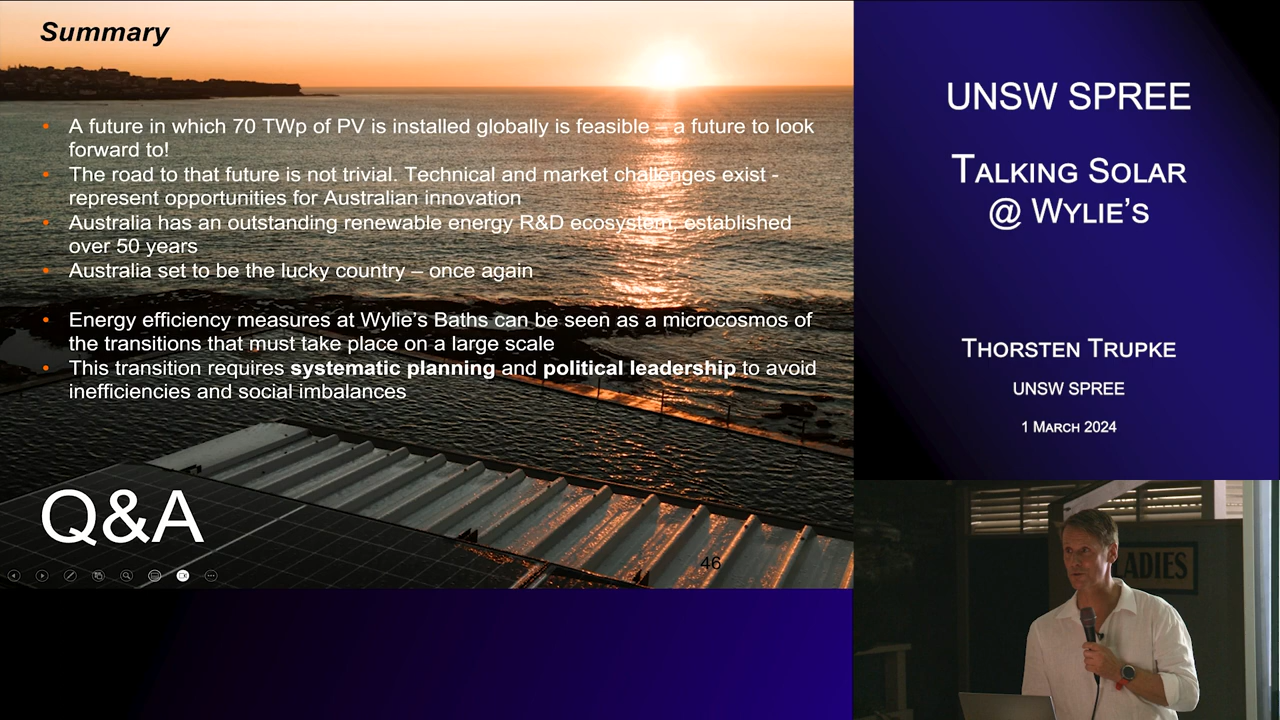 Summary
• A future in which 70 TWp of PV is installed globally is feasible – a future to look
forward to!
• The road to that future is not trivial. Technical and market challenges exist -
represent opportunities for Australian innovation
• Australia has an outstanding renewable energy R&D ecosystem, established
over 50 years
• Australia set to be the lucky country – once again
• Energy efficiency measures at Wylie's Baths can be seen as a microcosmos of
the transitions that must take place on a large scale
• This transition requires systematic planning and political leadership to avoid
inefficiencies and social imbalances
Q&A
46
UNSW SPREE
TALKING SOLAR
@ WYLIE'S
THORSTEN TRUPKE
UNSW SPREE
1 MARCH 2024
LADIES